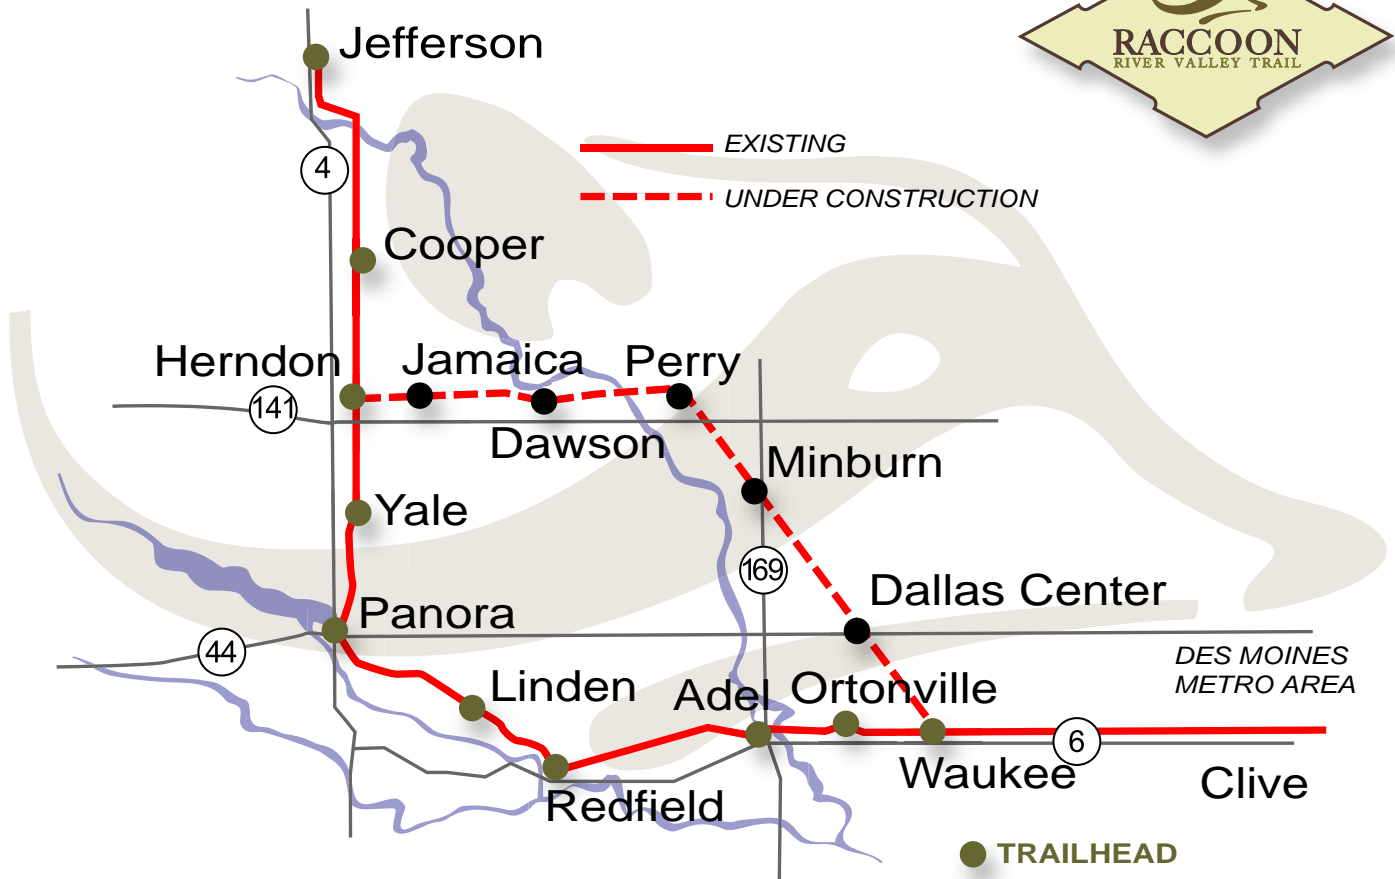 RACCOON
RIVER VALLEY TRAIL
Jefferson
EXISTING
4
UNDER CONSTRUCTION
Cooper
Herndon
Jamaica
Perry
141
Dawson
Minburn
Yale
169
Dallas Center
Panora
44
DES MOINES
METRO AREA
Linden
Adel
Ortonville
6
Waukee
Clive
Redfield
TRAILHEAD